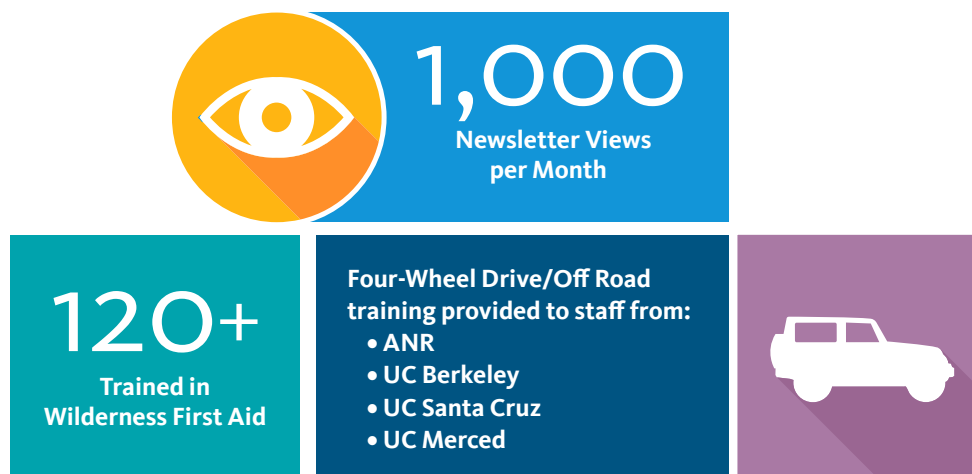 1,000
Newsletter Views
per Month
120+
Trained in
Wilderness First Aid
Four-Wheel Drive/Off Road
training provided to staff from:
• ANR
• UC Berkeley
• UC Santa Cruz
• UC Merced